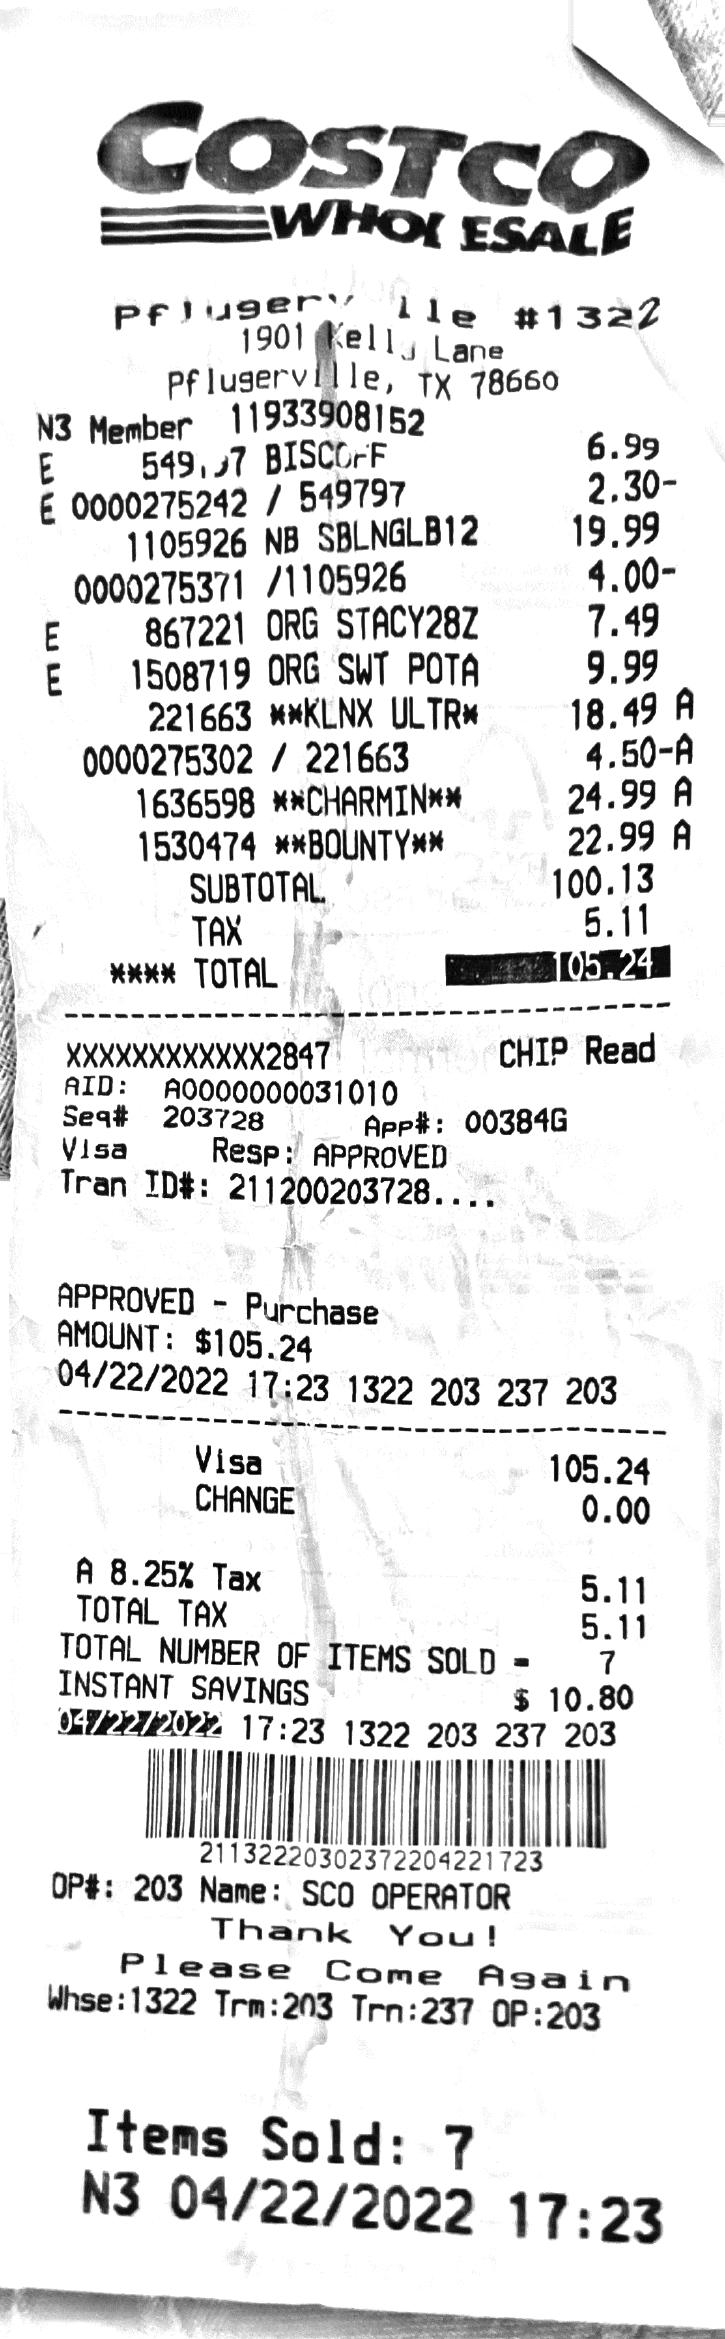 COSTCO
WHOLESALE
Pflugerville #1322
1901 Kelly Lane
Pflugerville, TX 78660
N3 Member 11933908152
E BISCOFF 6.99
E 0000275242 / 549797 2.30-
1105926 NB SBLNGLB12 19.99
0000275371 /1105926 4.00-
E 867221 ORG STACY28Z 7.49
E 1508719 ORG SWT POTA 9.99
221663 **KLNX ULTR* 18.49 A
0000275302 / 221663 4.50-A
1636598 **CHARMIN** 24.99 A
1530474 **BOUNTY** 22.99 A
SUBTOTAL 100.13
TAX 5.11
**** TOTAL 105.24
XXXXXXXXXXXX2847 CHIP Read
AID: A0000000031010
Seq# 203728 App#: 00384G
Visa Resp: APPROVED
Tran ID#: 211200203728....
APPROVED - Purchase
AMOUNT: $105.24
04/22/2022 17:23 1322 203 237 203
Visa 105.24
CHANGE 0.00
A 8.25% Tax 5.11
TOTAL TAX 5.11
TOTAL NUMBER OF ITEMS SOLD = 7
INSTANT SAVINGS $ 10.80
04/22/2022 17:23 1322 203 237 203
21132220302372204221723
OP#: 203 Name: SCO OPERATOR
Thank You!
Please Come Again
Whse:1322 Trm:203 Trn:237 OP:203
Items Sold: 7
N3 04/22/2022 17:23